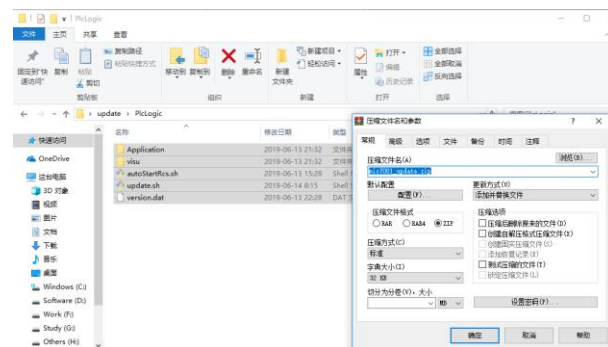 PlcLogic
文件 主页 共享 查看
固定到"快速访问" 复制 粘贴 复制路径 粘贴快捷方式 剪切
移动到 复制到 删除 重命名 新建文件夹 新建项目 轻松访问
属性 打开 编辑 历史记录 全部选择 全部取消 反向选择
剪贴板 组织 新建 打开 选择
update > PlcLogic
名称 修改日期 类型
快速访问
OneDrive
这台电脑
3D 对象
视频
图片
文档
下载
音乐
桌面
Windows (C:)
Software (D:)
Work (F:)
Study (G:)
Others (H:)
Application 2019-06-13 21:32 文件夹
visu 2019-06-13 21:32 文件夹
autoStartRcs.sh 2019-06-13 15:28 Shell
update.sh 2019-06-14 8:15 Shell
version.dat 2019-06-13 22:28 DAT
压缩文件名和参数 ? X
常规 高级 选项 文件 备份 时间 注释
压缩文件名(A) 浏览(B)...
update.zip
默认配置 更新方式(U)
配置(F)... 添加并替换文件
压缩文件格式 压缩选项
RAR RAR4 ZIP
压缩后删除原来的文件(D)
创建自解压格式压缩文件(X)
创建固实压缩文件(S)
添加恢复记录(E)
测试压缩的文件(T)
锁定压缩文件(L)
压缩方式(C)
标准
字典大小(I)
32 KB
切分为分卷(V), 大小
MB 设置密码(P)...
确定 取消 帮助